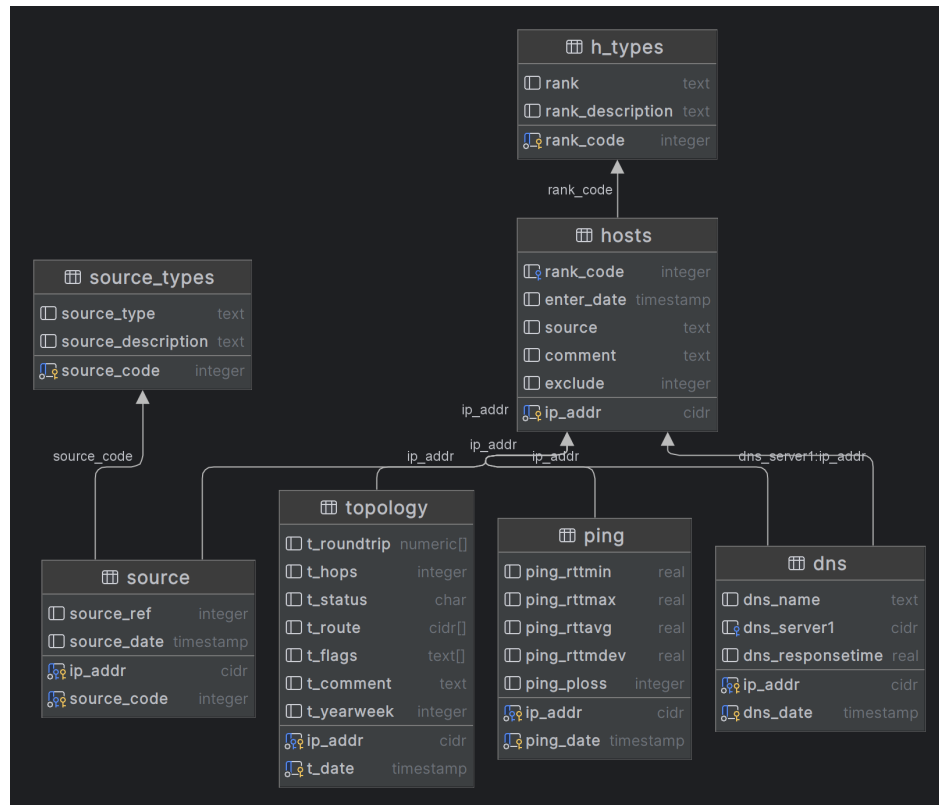 h_types
rank text
rank_description text
rank_code integer
rank_code
hosts
rank_code integer
enter_date timestamp
source text
comment text
exclude integer
ip_addr cidr
source_types
source_type text
source_description text
source_code integer
ip_addr
ip_addr
source_code
ip_addr
ip_addr
dns_server1:ip_addr
topology
t_roundtrip numeric[]
t_hops integer
t_status char
t_route cidr[]
t_flags text[]
t_comment text
t_yearweek integer
ip_addr cidr
t_date timestamp
ping
ping_rttmin real
ping_rttmax real
ping_rttavg real
ping_rttmdev real
ping_ploss integer
ip_addr cidr
ping_date timestamp
dns
dns_name text
dns_server1 cidr
dns_responsetime real
ip_addr cidr
dns_date timestamp
source
source_ref integer
source_date timestamp
ip_addr cidr
source_code integer